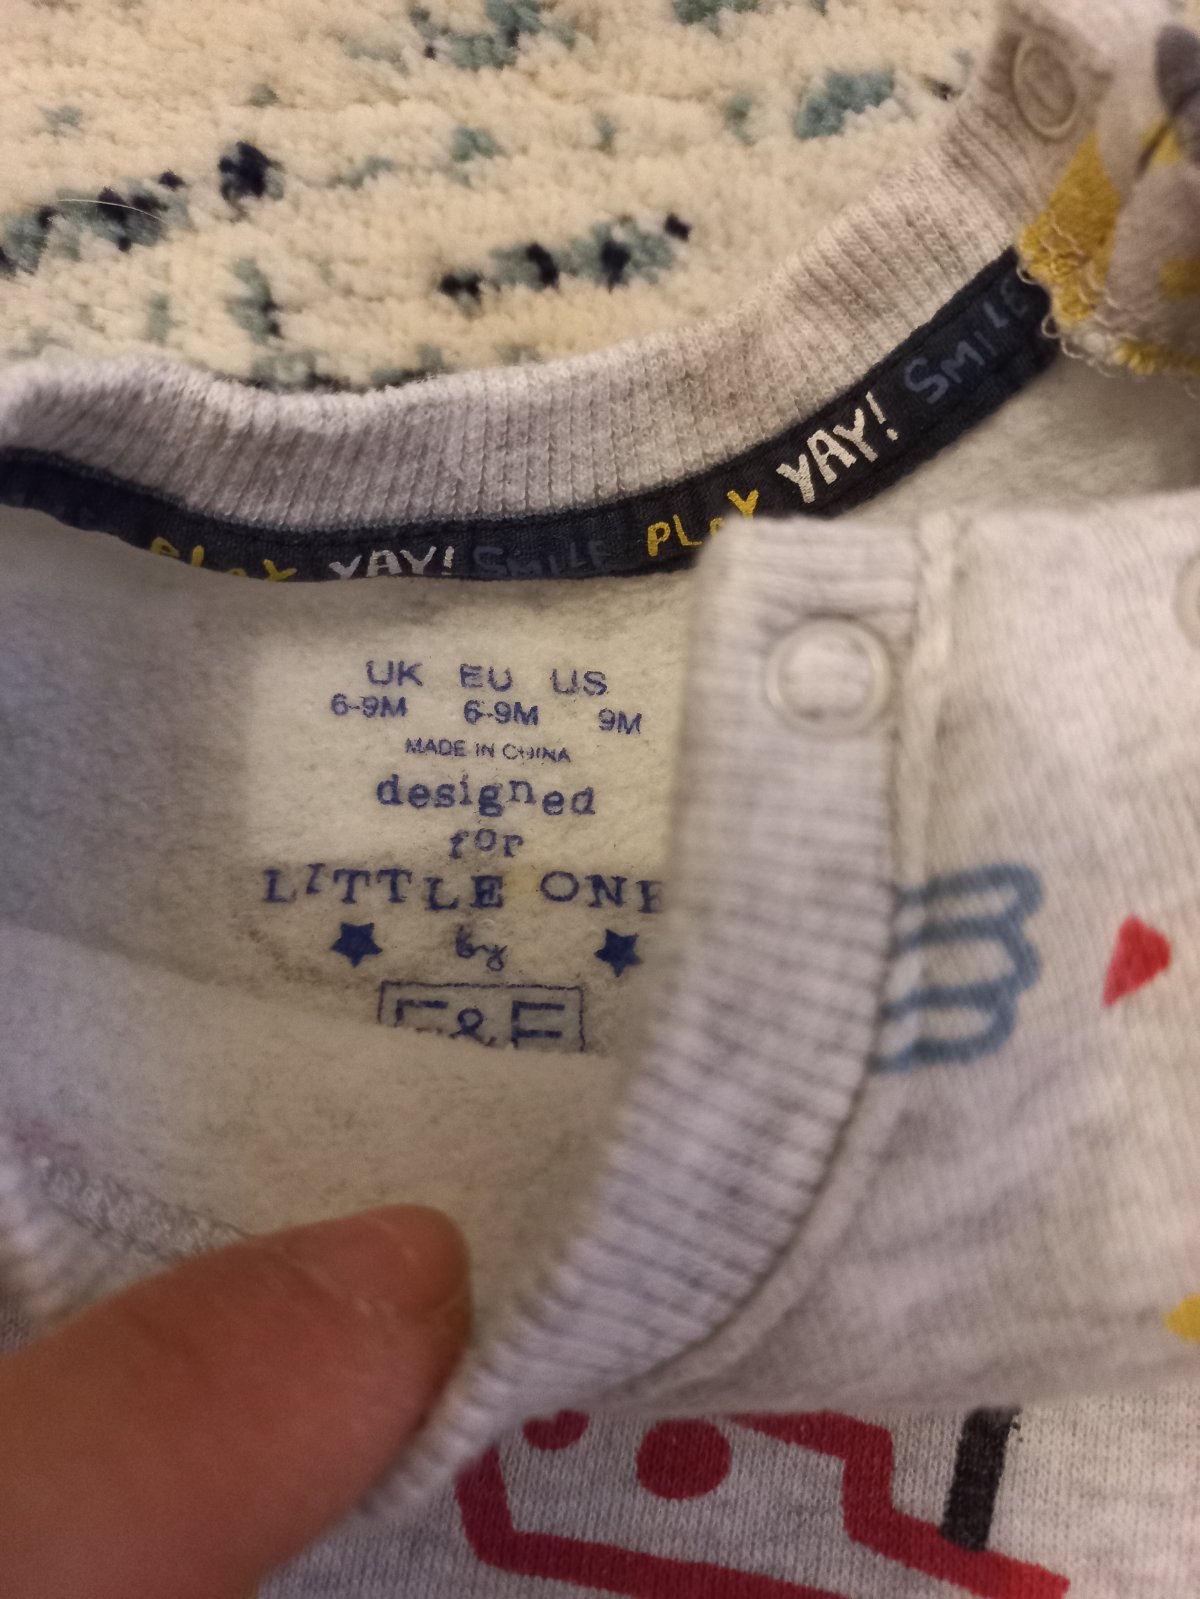 PLAY YAY! SMILE PLAY YAY! SMILE
UK EU US
6-9M 6-9M 9M
MADE IN CHINA
designed
for
LITTLE ONE
by
F&F